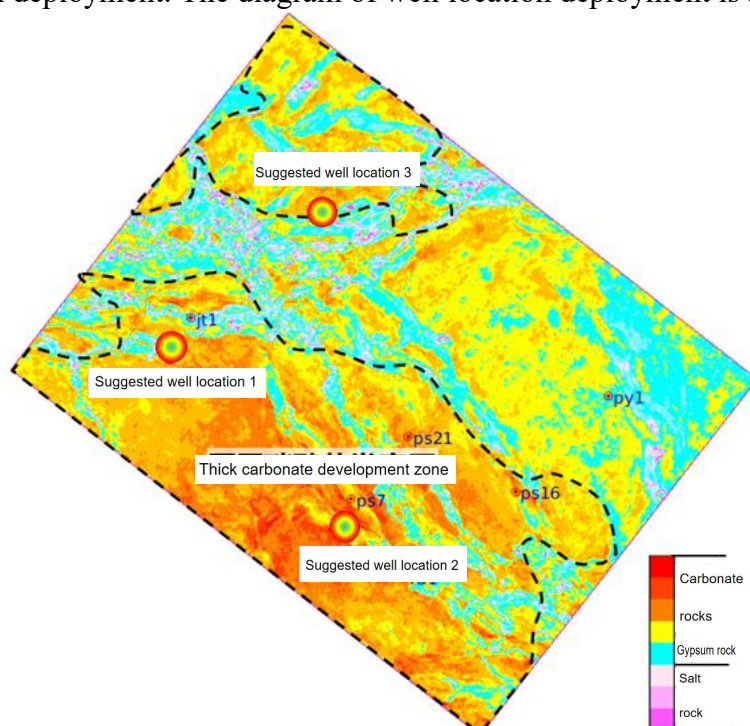 deployment. The diagram of well location deployment is
Suggested well location 3
jt1
Suggested well location 1
py1
ps21
Thick carbonate development zone
ps16
ps7
Suggested well location 2
Carbonate
rocks
Gypsum rock
Salt
rock